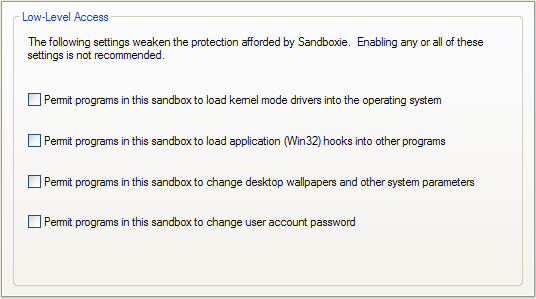 Low-Level Access
The following settings weaken the protection afforded by Sandboxie.  Enabling any or all of these
settings is not recommended.
Permit programs in this sandbox to load kernel mode drivers into the operating system
Permit programs in this sandbox to load application (Win32) hooks into other programs
Permit programs in this sandbox to change desktop wallpapers and other system parameters
Permit programs in this sandbox to change user account password